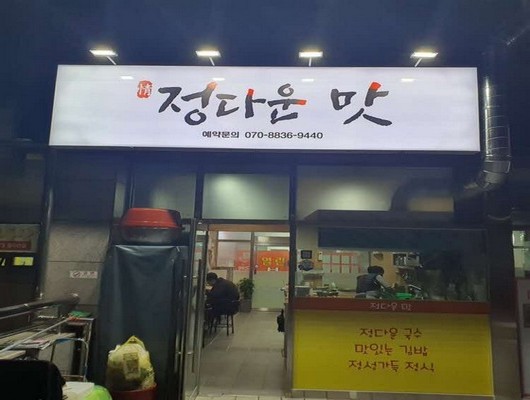 정다운 맛
예약문의 070-8836-9440
정다운 맛
정다운 국수
맛있는 김밥
정성가득 정식